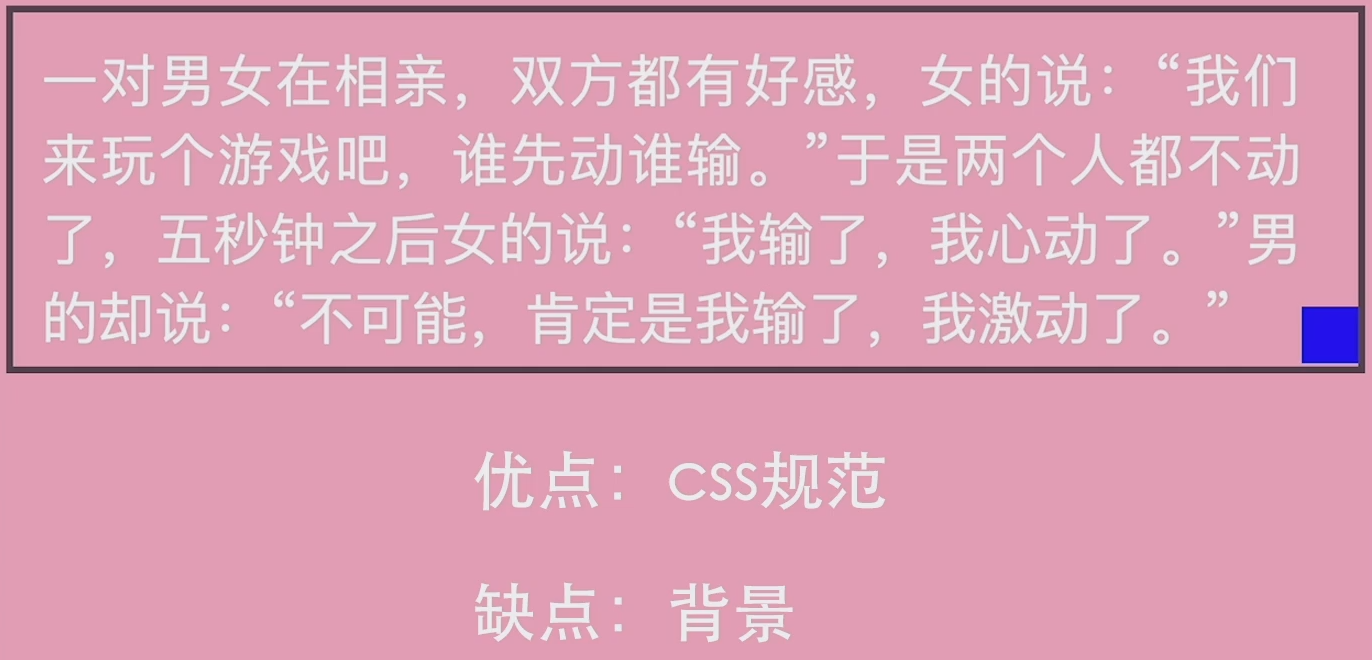 一对男女在相亲，双方都有好感，女的说：“我们
来玩个游戏吧，谁先动谁输。”于是两个人都不动
了，五秒钟之后女的说：“我输了，我心动了。”男
的却说：“不可能，肯定是我输了，我激动了。”
优点：CSS规范
缺点：背景